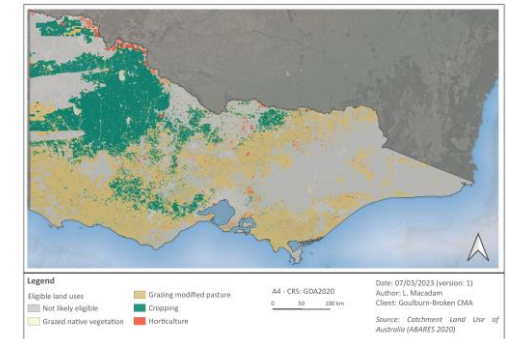 Legend
Eligible land uses
Not likely eligible
Grazed native vegetation
Grazing modified pasture
Cropping
Horticulture
A4 - CRS: GDA2020
0 50 100 km
Date: 07/03/2023 (version: 1)
Author: L. Macadam
Client: Goulburn-Broken CMA
Source: Catchment Land Use of
Australia (ABARES 2020)